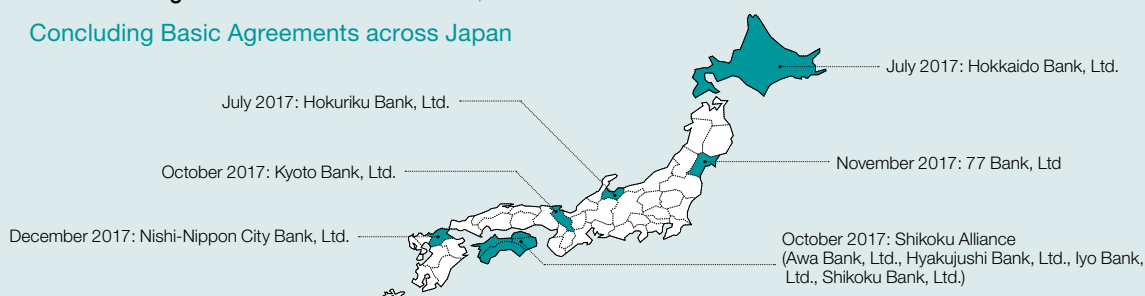 Concluding Basic Agreements across Japan
July 2017: Hokkaido Bank, Ltd.
July 2017: Hokuriku Bank, Ltd.
October 2017: Kyoto Bank, Ltd.
November 2017: 77 Bank, Ltd
December 2017: Nishi-Nippon City Bank, Ltd.
October 2017: Shikoku Alliance
(Awa Bank, Ltd., Hyakujushi Bank, Ltd., Iyo Bank,
Ltd., Shikoku Bank, Ltd.)